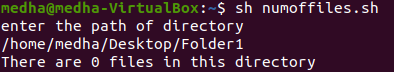 medha@medha-VirtualBox:~$ sh numoffiles.sh
enter the path of directory
/home/medha/Desktop/Folder1
There are 0 files in this directory